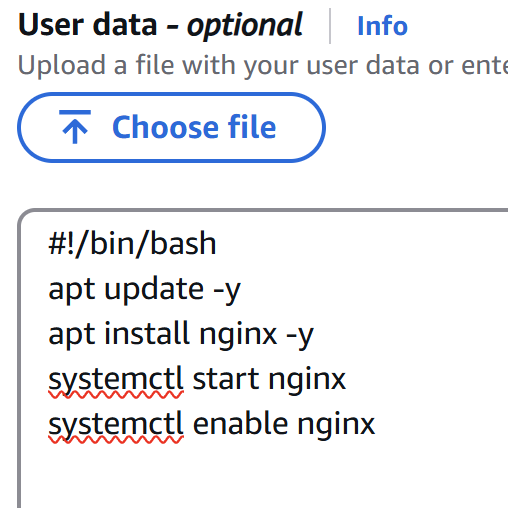 User data - optional
Info
Upload a file with your user data or ente
Choose file
#!/bin/bash
apt update -y
apt install nginx -y
systemctl start nginx
systemctl enable nginx